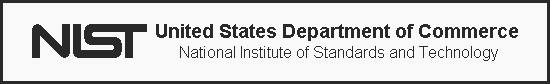 NIST United States Department of Commerce
National Institute of Standards and Technology